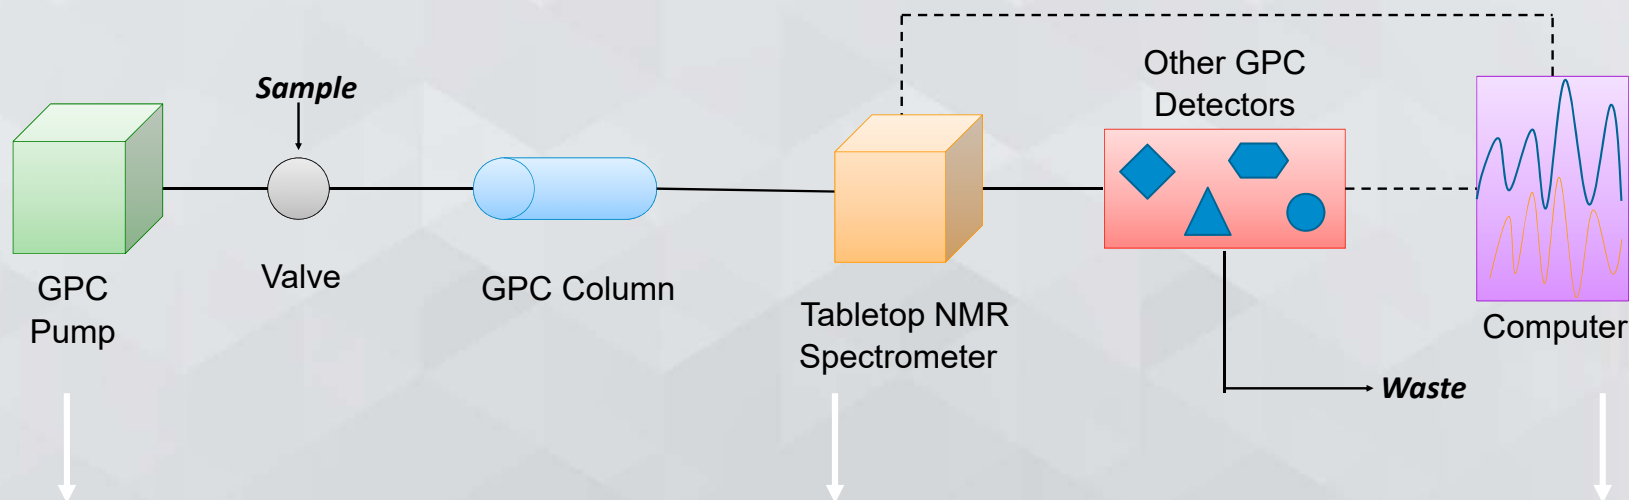 Sample
Other GPC
Detectors
GPC
Pump
Valve
GPC Column
Tabletop NMR
Spectrometer
Computer
Waste